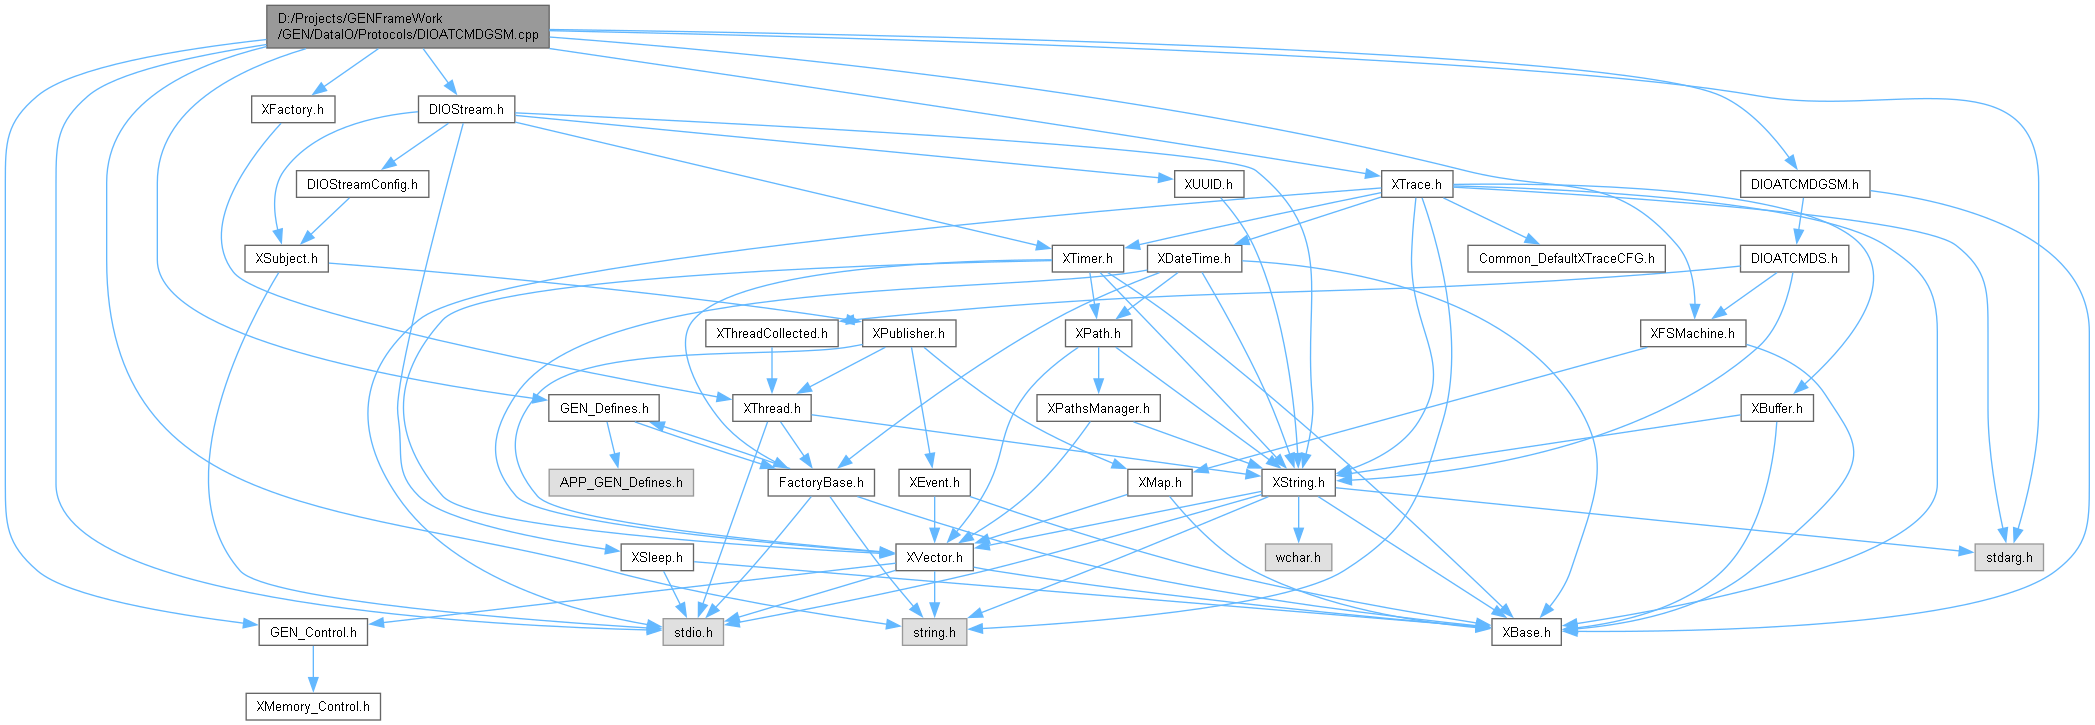 D:/Projects/GENFrameWork
/GEN/DataIO/Protocols/DIOATCMDGSM.cpp
XFactory.h
DIOStream.h
DIOStreamConfig.h
XUUID.h
XTrace.h
DIOATCMDGSM.h
XSubject.h
XTimer.h
XDateTime.h
Common_DefaultXTraceCFG.h
DIOATCMDS.h
XThreadCollected.h
XPublisher.h
XPath.h
XFSMachine.h
GEN_Defines.h
XThread.h
XPathsManager.h
XBuffer.h
APP_GEN_Defines.h
FactoryBase.h
XEvent.h
XMap.h
XString.h
XSleep.h
XVector.h
wchar.h
stdarg.h
GEN_Control.h
stdio.h
string.h
XBase.h
XMemory_Control.h